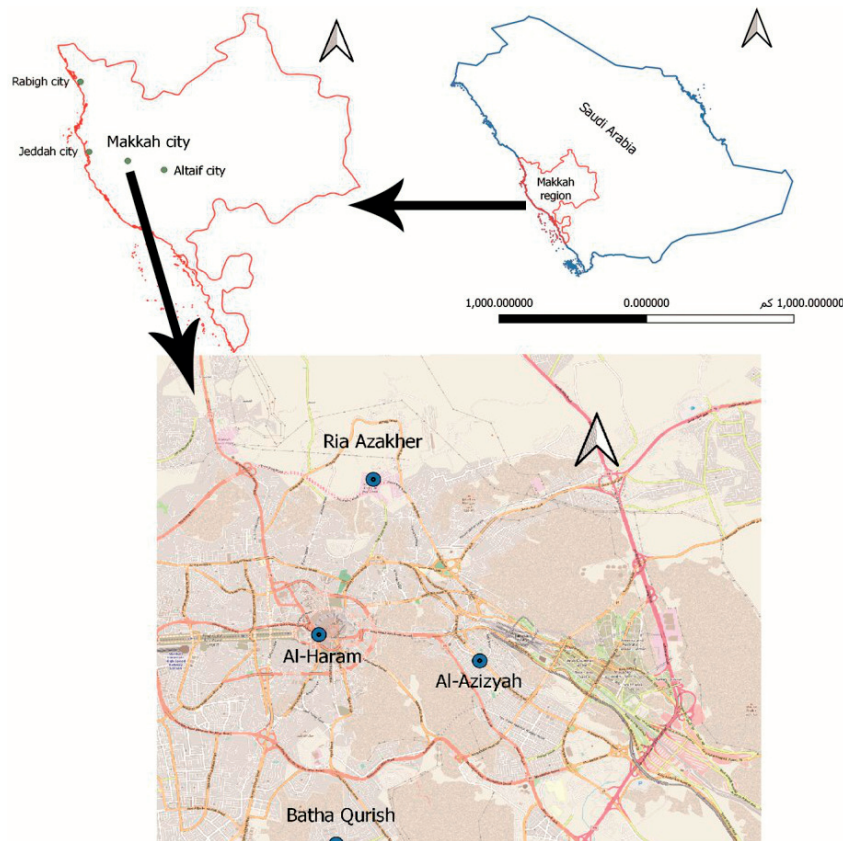 Rabigh city
Jeddah city
Makkah city
Altaif city
Saudi Arabia
Makkah
region
1,000.000000
0.000000
1,000.000000 كم
Ria Azakher
Al-Haram
Al-Azizyah
Batha Qurish